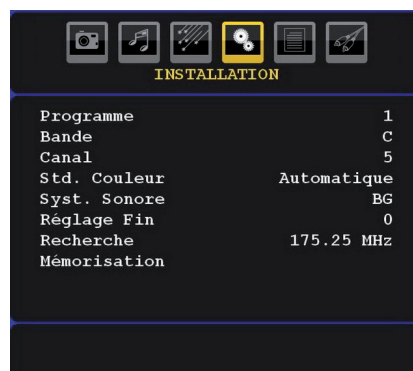 INSTALLATION
Programme 1
Bande C
Canal 5
Std. Couleur Automatique
Syst. Sonore BG
Réglage Fin 0
Recherche 175.25 MHz
Mémorisation